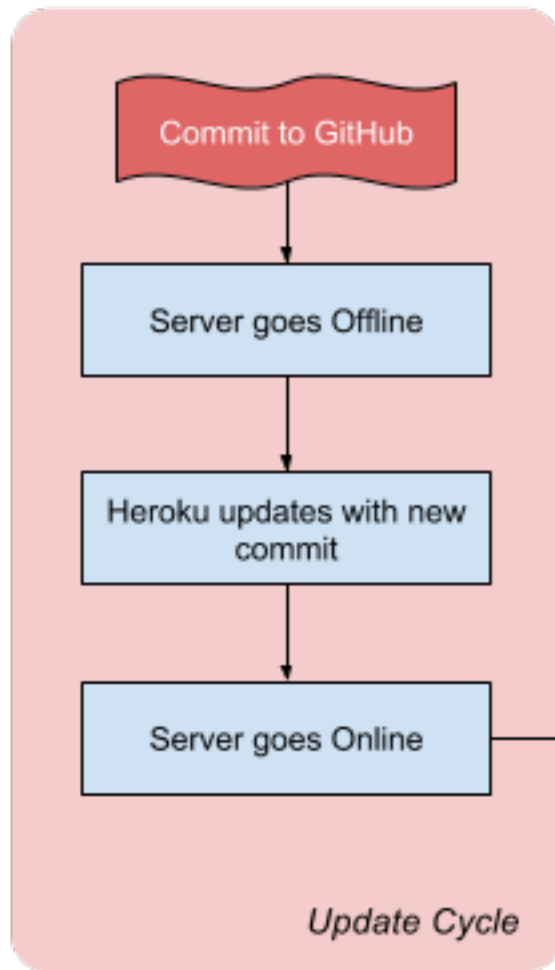 Commit to GitHub
Server goes Offline
Heroku updates with new
commit
Server goes Online
Update Cycle